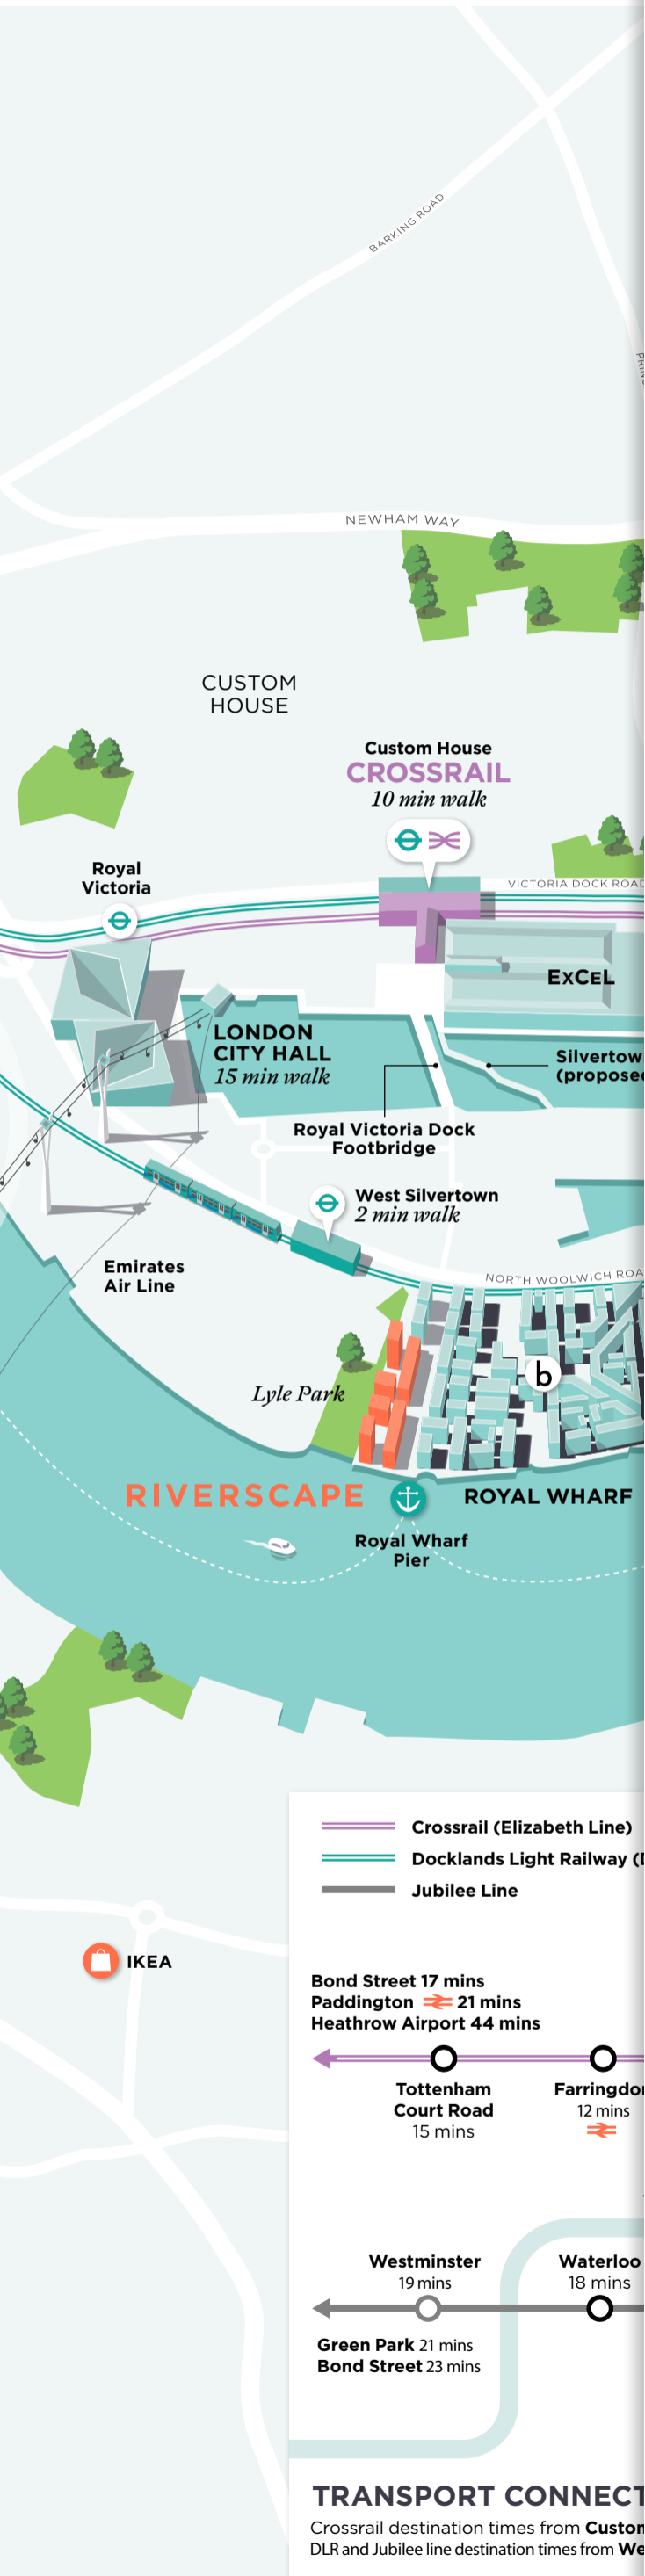 BARKING ROAD
NEWHAM WAY
CUSTOM
HOUSE
Custom House
CROSSRAIL
10 min walk
Royal
Victoria
VICTORIA DOCK ROAD
EXCEL
LONDON
CITY HALL
15 min walk
Silvertow
(propose
Royal Victoria Dock
Footbridge
West Silvertown
2 min walk
Emirates
Air Line
NORTH WOOLWICH ROA
b
Lyle Park
RIVERSCAPE
ROYAL WHARF
Royal Wharf
Pier
Crossrail (Elizabeth Line)
Docklands Light Railway (
Jubilee Line
IKEA
Bond Street 17 mins
Paddington 21 mins
Heathrow Airport 44 mins
Tottenham
Court Road
15 mins
Farringdo
12 mins
Westminster
19 mins
Waterloo
18 mins
Green Park 21 mins
Bond Street 23 mins
TRANSPORT CONNECT
Crossrail destination times from Custo
DLR and Jubilee line destination times from We